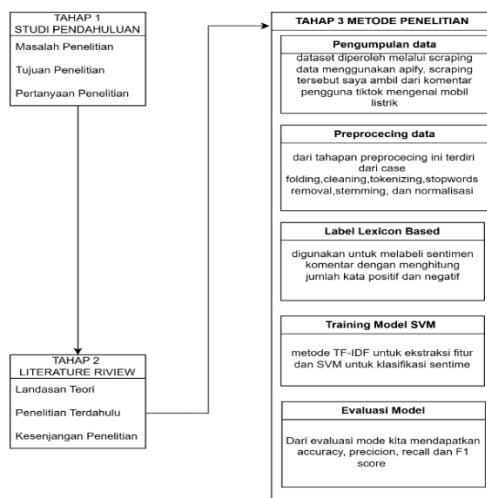 TAHAP 1
STUDI PENDAHULUAN
Masalah Penelitian
Tujuan Penelitian
Pertanyaan Penelitian
TAHAP 2
LITERATURE RIVIEW
Landasan Teori
Penelitian Terdahulu
Kesenjangan Penelitian
TAHAP 3 METODE PENELITIAN
Pengumpulan data
dataset diperoleh melalui scraping
data menggunakan apify, scraping
tersebut saya ambil dari komentar
pengguna tiktok mengenai mobil
listrik
Preprocecing data
dari tahapan preprocecing ini terdiri
dari case
folding,cleaning,tokenizing,stopwords
removal,stemming, dan normalisasi
Label Lexicon Based
digunakan untuk melabeli sentimen
komentar dengan menghitung
jumlah kata positif dan negatif
Training Model SVM
metode TF-IDF untuk ekstraksi fitur
dan SVM untuk klasifikasi sentime
Evaluasi Model
Dari evaluasi mode kita mendapatkan
accuracy, precicion, recall dan F1
score